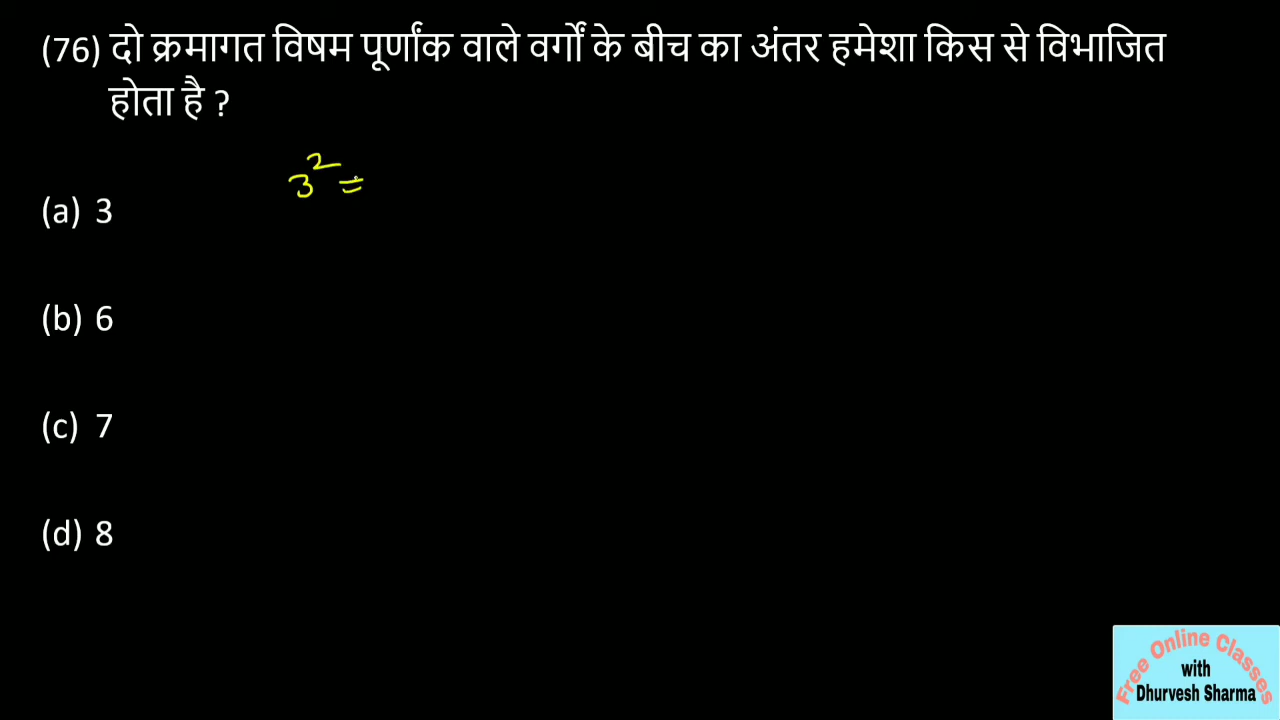 (76) दो क्रमागत विषम पूर्णांक वाले वर्गों के बीच का अंतर हमेशा किस से विभाजित
होता है ?
3² =
(a) 3
(b) 6
(c) 7
(d) 8
Free Online Classes
with
Dhurvesh Sharma